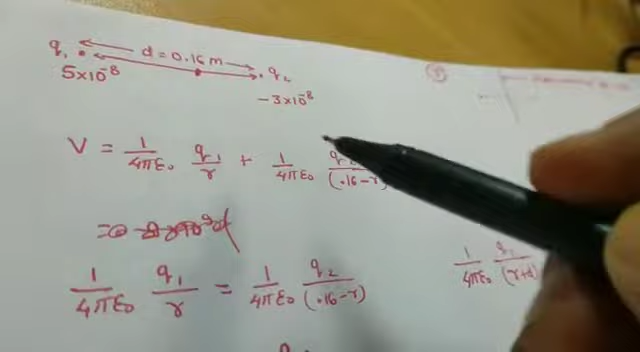 q₁ d = 0.16 m q₂
5×10⁻⁸
-3×10⁻⁸
V = 1/4πε₀ q₁/r + 1/4πε₀ q₂/(.16-r)
1/4πε₀ q₁/r = 1/4πε₀ q₂/(.16-r)
1/4πε₀ q₁/(r+d)